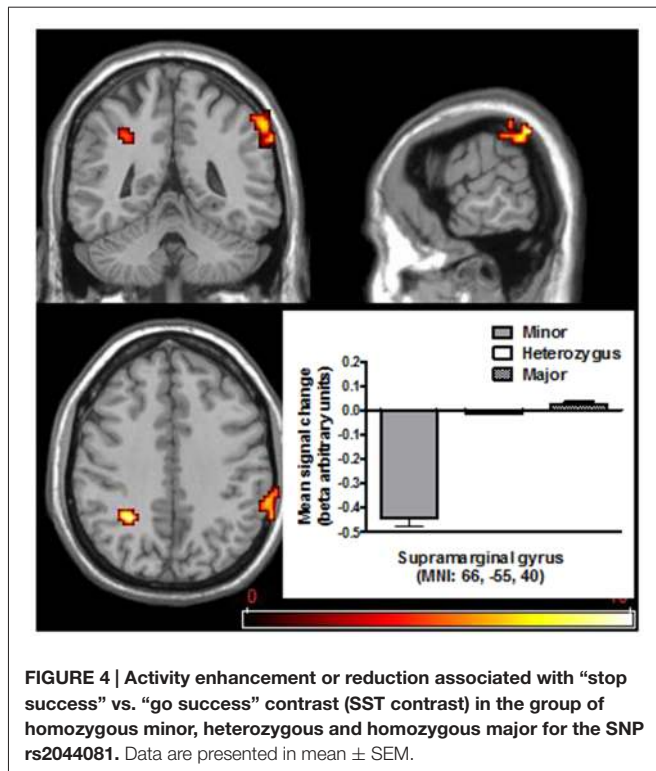 Minor
Heterozygus
Major
Mean signal change
(beta arbitrary units)
0.2
0.1
0.0
-0.1
-0.2
-0.3
-0.4
-0.5
Supramarginal gyrus
(MNI: 66, -55, 40)
0
FIGURE 4 | Activity enhancement or reduction associated with “stop
success” vs. “go success” contrast (SST contrast) in the group of
homozygous minor, heterozygous and homozygous major for the SNP
rs2044081. Data are presented in mean ± SEM.